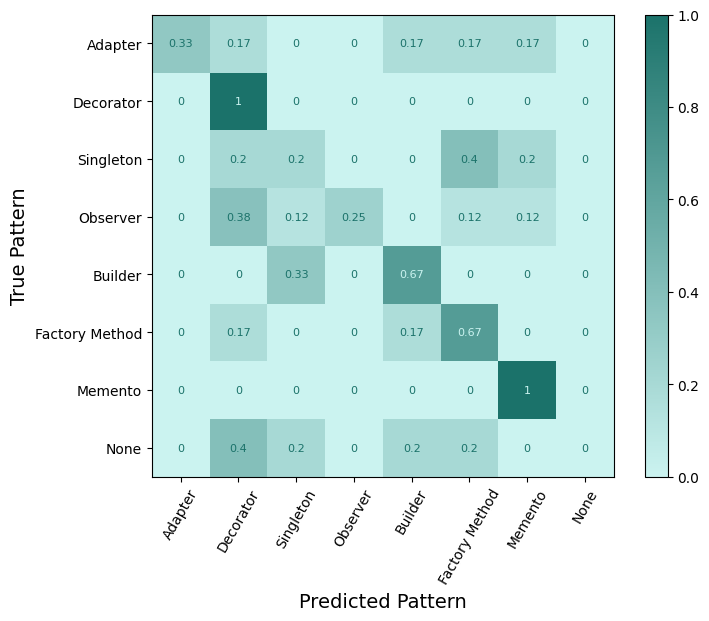 Adapter 0.33 0.17 0 0 0.17 0.17 0.17 0
Decorator 0 1 0 0 0 0 0 0
Singleton 0 0.2 0.2 0 0 0.4 0.2 0
Observer 0 0.38 0.12 0.25 0 0.12 0.12 0
Builder 0 0 0.33 0 0.67 0 0 0
Factory Method 0 0.17 0 0 0.17 0.67 0 0
Memento 0 0 0 0 0 0 1 0
None 0 0.4 0.2 0 0.2 0.2 0 0
True Pattern
Adapter Decorator Singleton Observer Builder Factory Method Memento None
Predicted Pattern
1.0
0.8
0.6
0.4
0.2
0.0